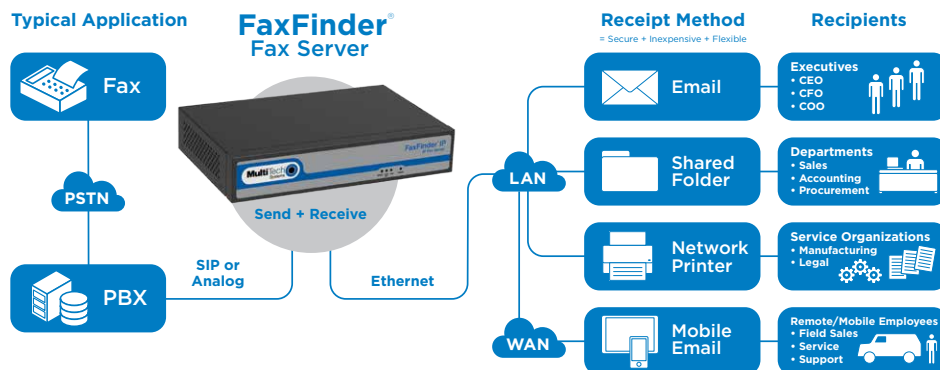 Typical Application
FaxFinder®
Fax Server
Receipt Method
= Secure + Inexpensive + Flexible
Recipients
Fax
PSTN
PBX
SIP or
Analog
FaxFinder IP
MultiTech
Systems
Send + Receive
Ethernet
LAN
WAN
Email
Executives
• CEO
• CFO
• COO
Shared
Folder
Departments
• Sales
• Accounting
• Procurement
Network
Printer
Service Organizations
• Manufacturing
• Legal
Mobile
Email
Remote/Mobile Employees
• Field Sales
• Service
• Support